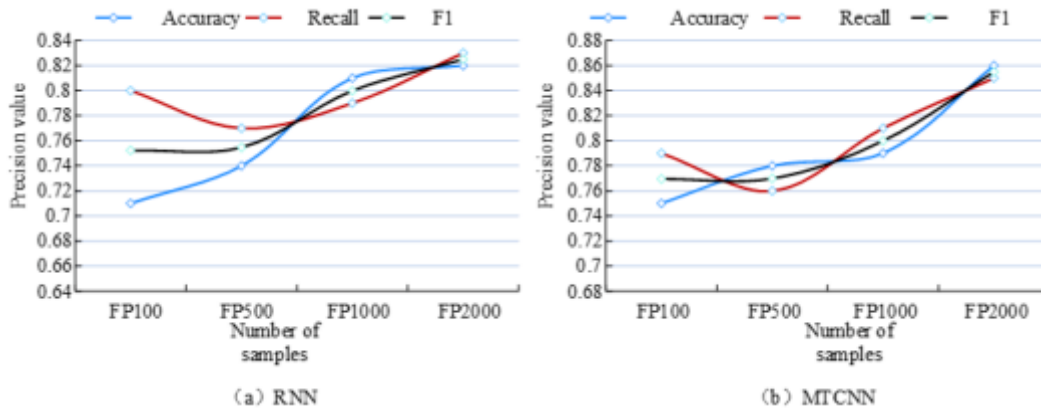 Accuracy Recall F1
0.84
0.82
0.8
0.78
0.76
0.74
0.72
0.7
0.68
0.66
0.64
Precision value
FP100 FP500 FP1000 FP2000
Number of
samples
(a) RNN
Accuracy Recall F1
0.88
0.86
0.84
0.82
0.8
0.78
0.76
0.74
0.72
0.7
0.68
Precision value
FP100 FP500 FP1000 FP2000
Number of
samples
(b) MTCNN